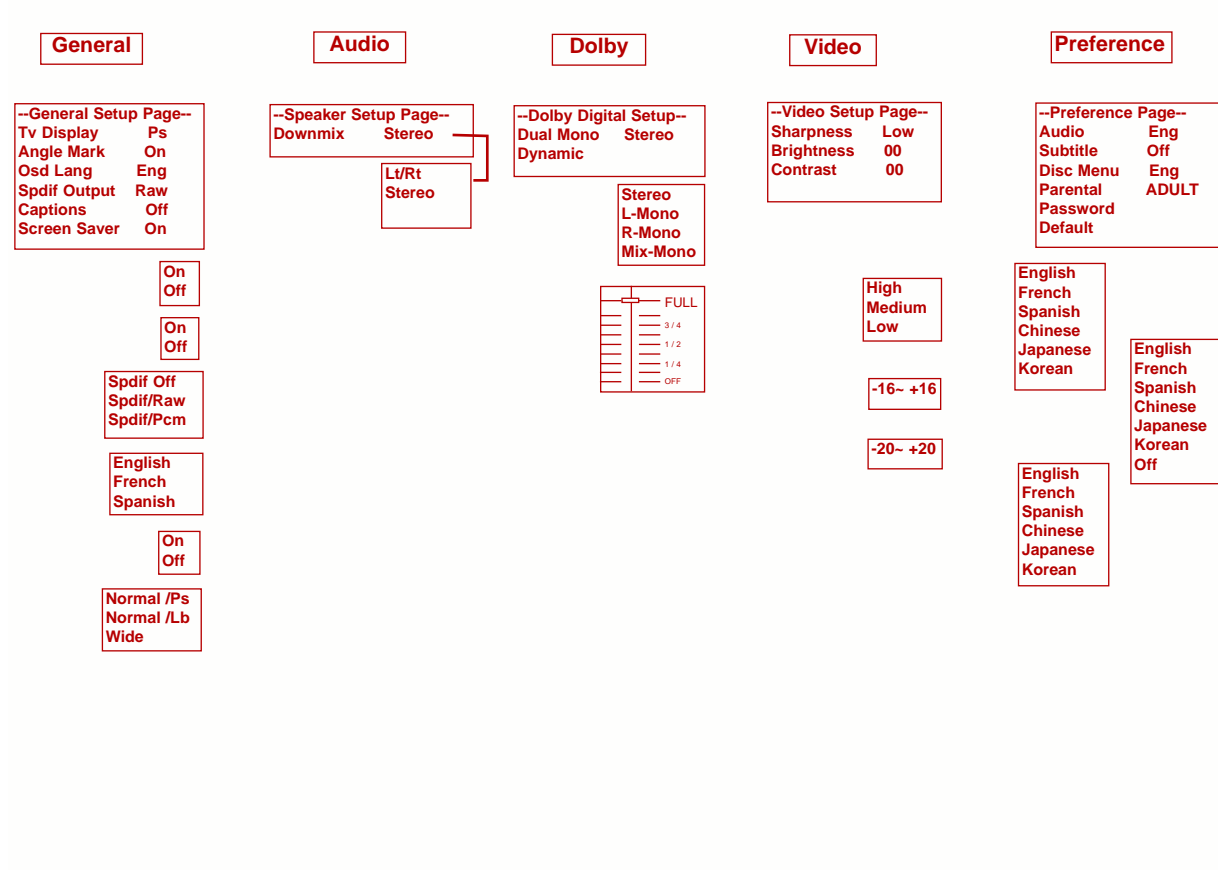 General
Audio
Dolby
Video
Preference
--General Setup Page--
Tv Display Ps
Angle Mark On
Osd Lang Eng
Spdif Output Raw
Captions Off
Screen Saver On
On
Off
On
Off
Spdif Off
Spdif/Raw
Spdif/Pcm
English
French
Spanish
On
Off
Normal /Ps
Normal /Lb
Wide
--Speaker Setup Page--
Downmix Stereo
Lt/Rt
Stereo
--Dolby Digital Setup--
Dual Mono Stereo
Dynamic
Stereo
L-Mono
R-Mono
Mix-Mono
FULL
3 / 4
1 / 2
1 / 4
OFF
--Video Setup Page--
Sharpness Low
Brightness 00
Contrast 00
High
Medium
Low
-16~ +16
-20~ +20
--Preference Page--
Audio Eng
Subtitle Off
Disc Menu Eng
Parental ADULT
Password
Default
English
French
Spanish
Chinese
Japanese
Korean
English
French
Spanish
Chinese
Japanese
Korean
Off
English
French
Spanish
Chinese
Japanese
Korean